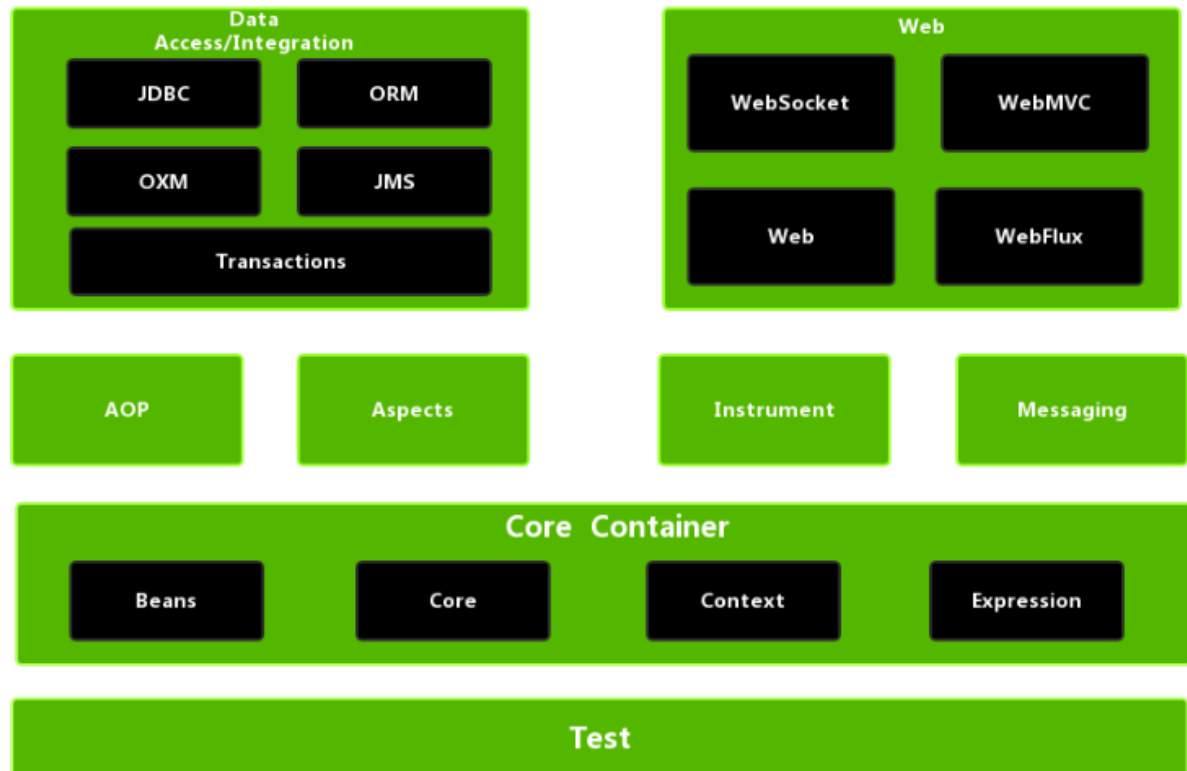 Data
Access/Integration
JDBC
ORM
OXM
JMS
Transactions
Web
WebSocket
WebMVC
Web
WebFlux
AOP
Aspects
Instrument
Messaging
Core Container
Beans
Core
Context
Expression
Test